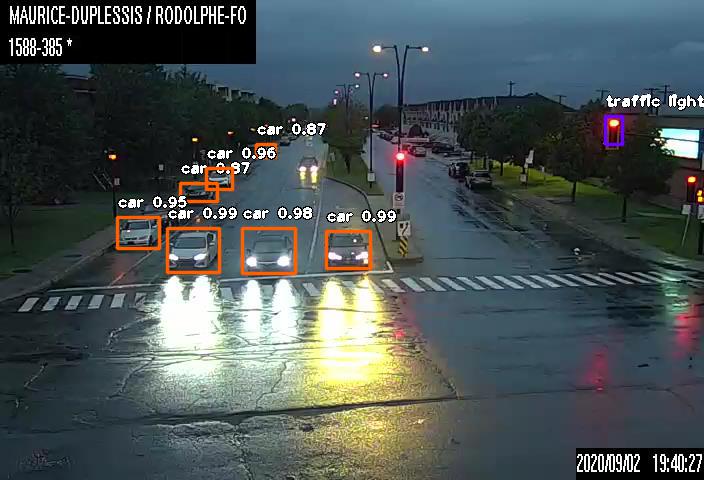 MAURICE-DUPLESSIS / RODOLPHE-FO
1588-385 *
traffic light
car 0.87
car 0.96
car 0.87
car 0.95
car 0.99
car 0.98
car 0.99
2020/09/02 19:40:27